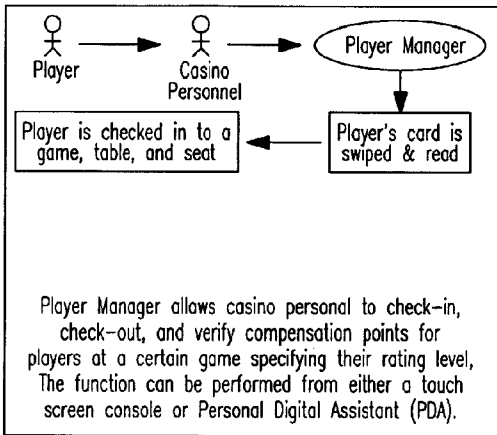 Player
Casino
Personnel
Player Manager
Player's card is
swiped & read
Player is checked in to a
game, table, and seat
Player Manager allows casino personal to check-in,
check-out, and verify compensation points for
players at a certain game specifying their rating level,
The function can be performed from either a touch
screen console or Personal Digital Assistant (PDA).